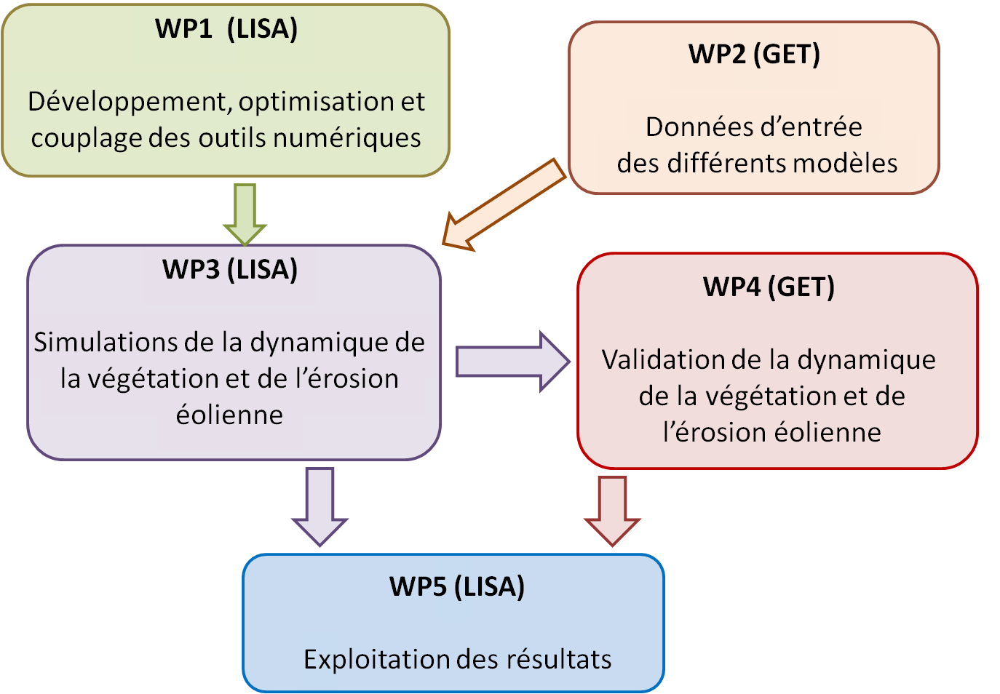 WP1 (LISA)
Développement, optimisation et
couplage des outils numériques
WP2 (GET)
Données d’entrée
des différents modèles
WP3 (LISA)
Simulations de la dynamique de
la végétation et de l’érosion
éolienne
WP4 (GET)
Validation de la dynamique
de la végétation et de
l’érosion éolienne
WP5 (LISA)
Exploitation des résultats